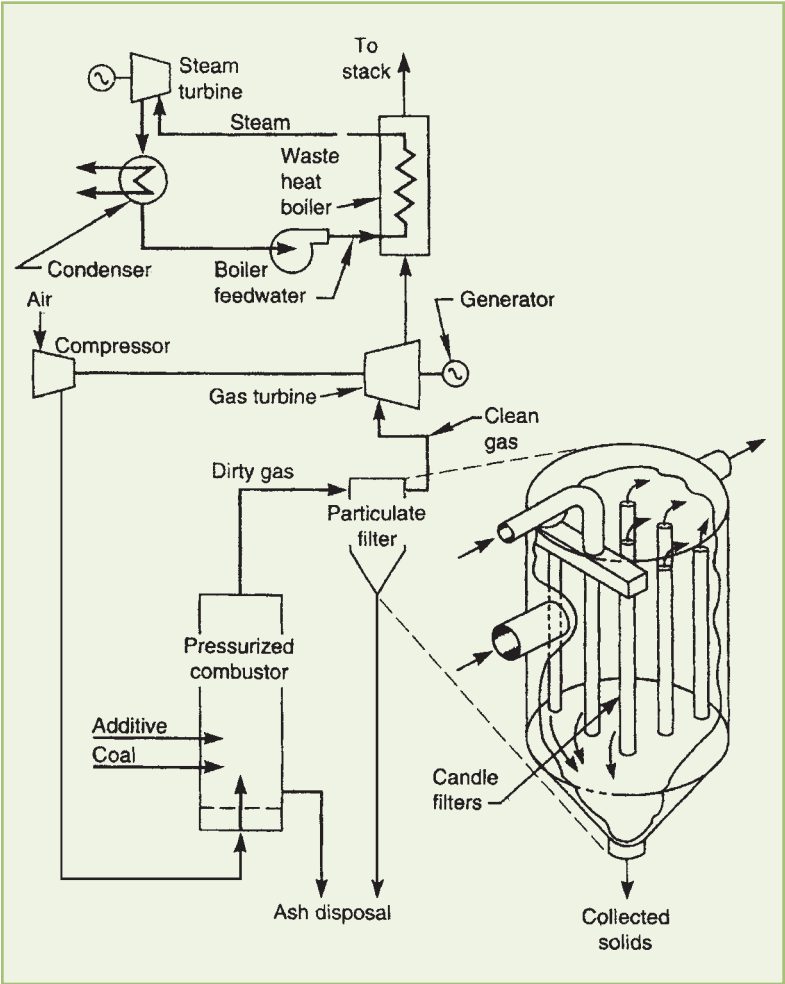 To
stack
Steam
turbine
Steam
Waste
heat
boiler
Condenser
Boiler
feedwater
Air
Compressor
Generator
Gas turbine
Clean
gas
Dirty gas
Particulate
filter
Pressurized
combustor
Additive
Coal
Candle
filters
Ash disposal
Collected
solids